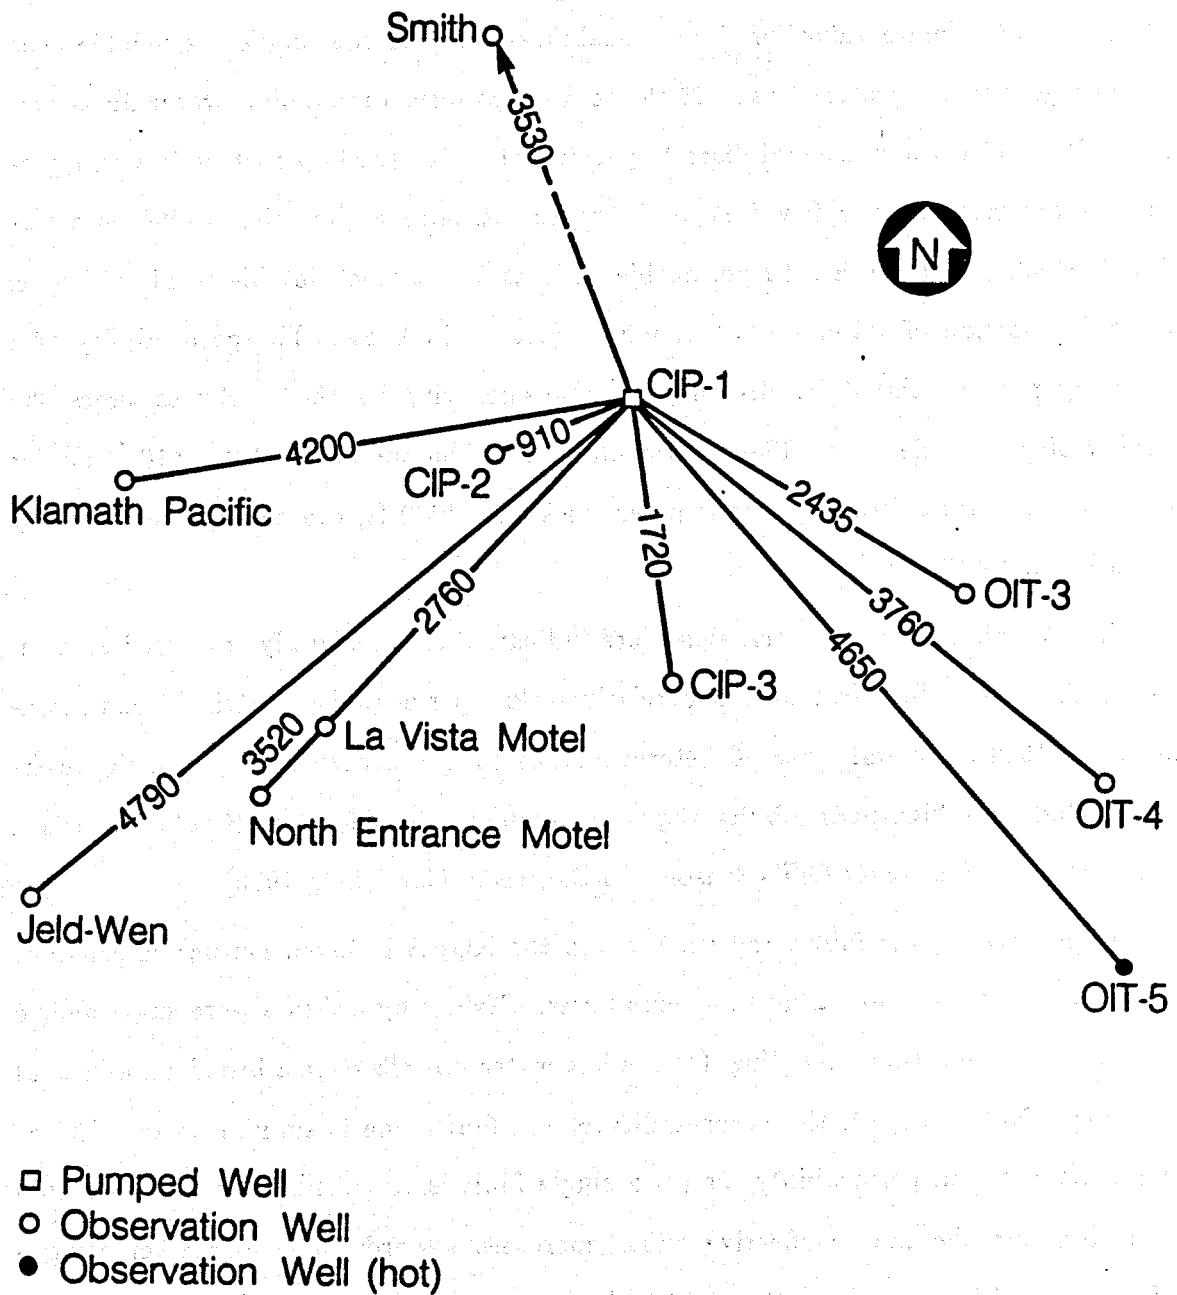 Smith
3530
N
CIP-1
4200
910
CIP-2
Klamath Pacific
2435
1720
OIT-3
2760
3760
4650
CIP-3
3520
La Vista Motel
4790
OIT-4
North Entrance Motel
Jeld-Wen
OIT-5
Pumped Well
Observation Well
Observation Well (hot)